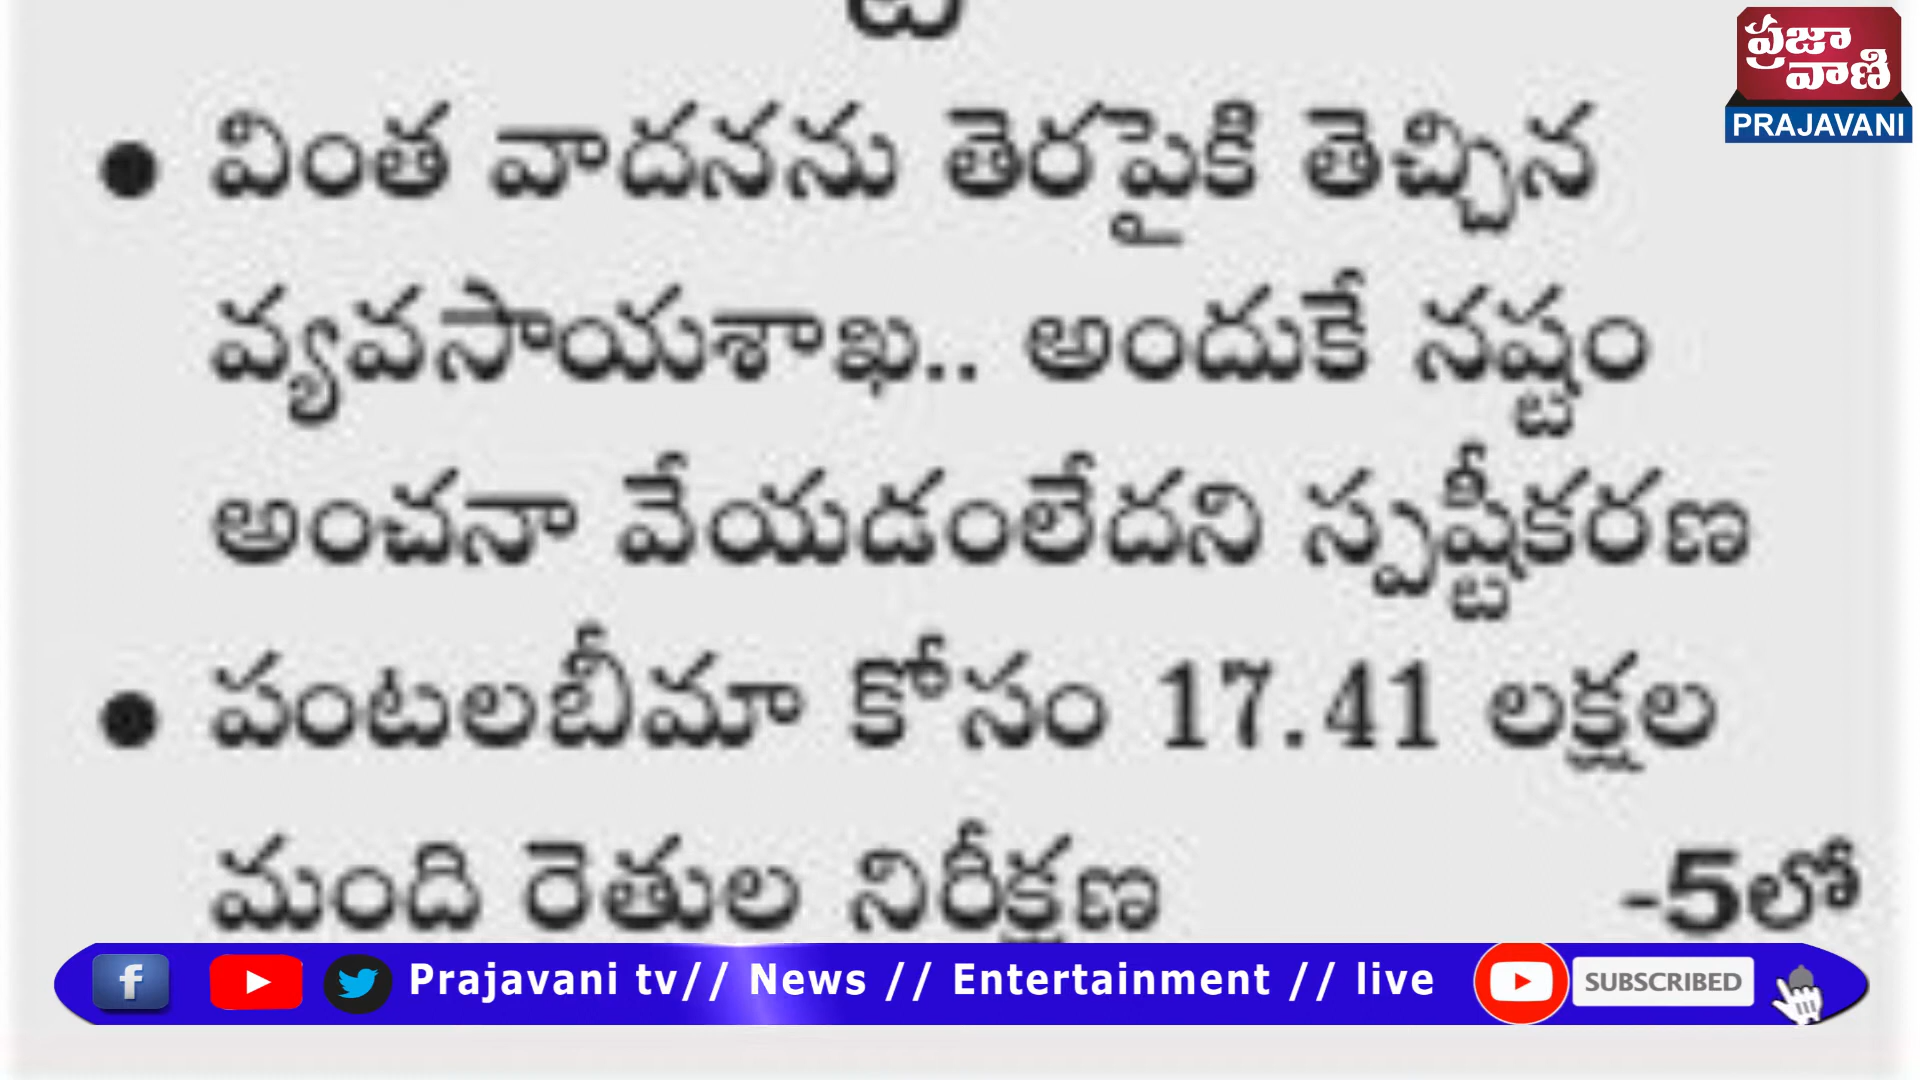 ప్రజా
వాణి
PRAJAVANI
• వింత వాదనను తెరపైకి తెచ్చిన
వ్యవసాయశాఖ.. అందుకే నష్టం
అంచనా వేయడంలేదని స్పష్టీకరణ
• పంటలబీమా కోసం 17.41 లక్షల
మంది రైతుల నిరీక్షణ -5లో
Prajavani tv// News // Entertainment // live
SUBSCRIBED